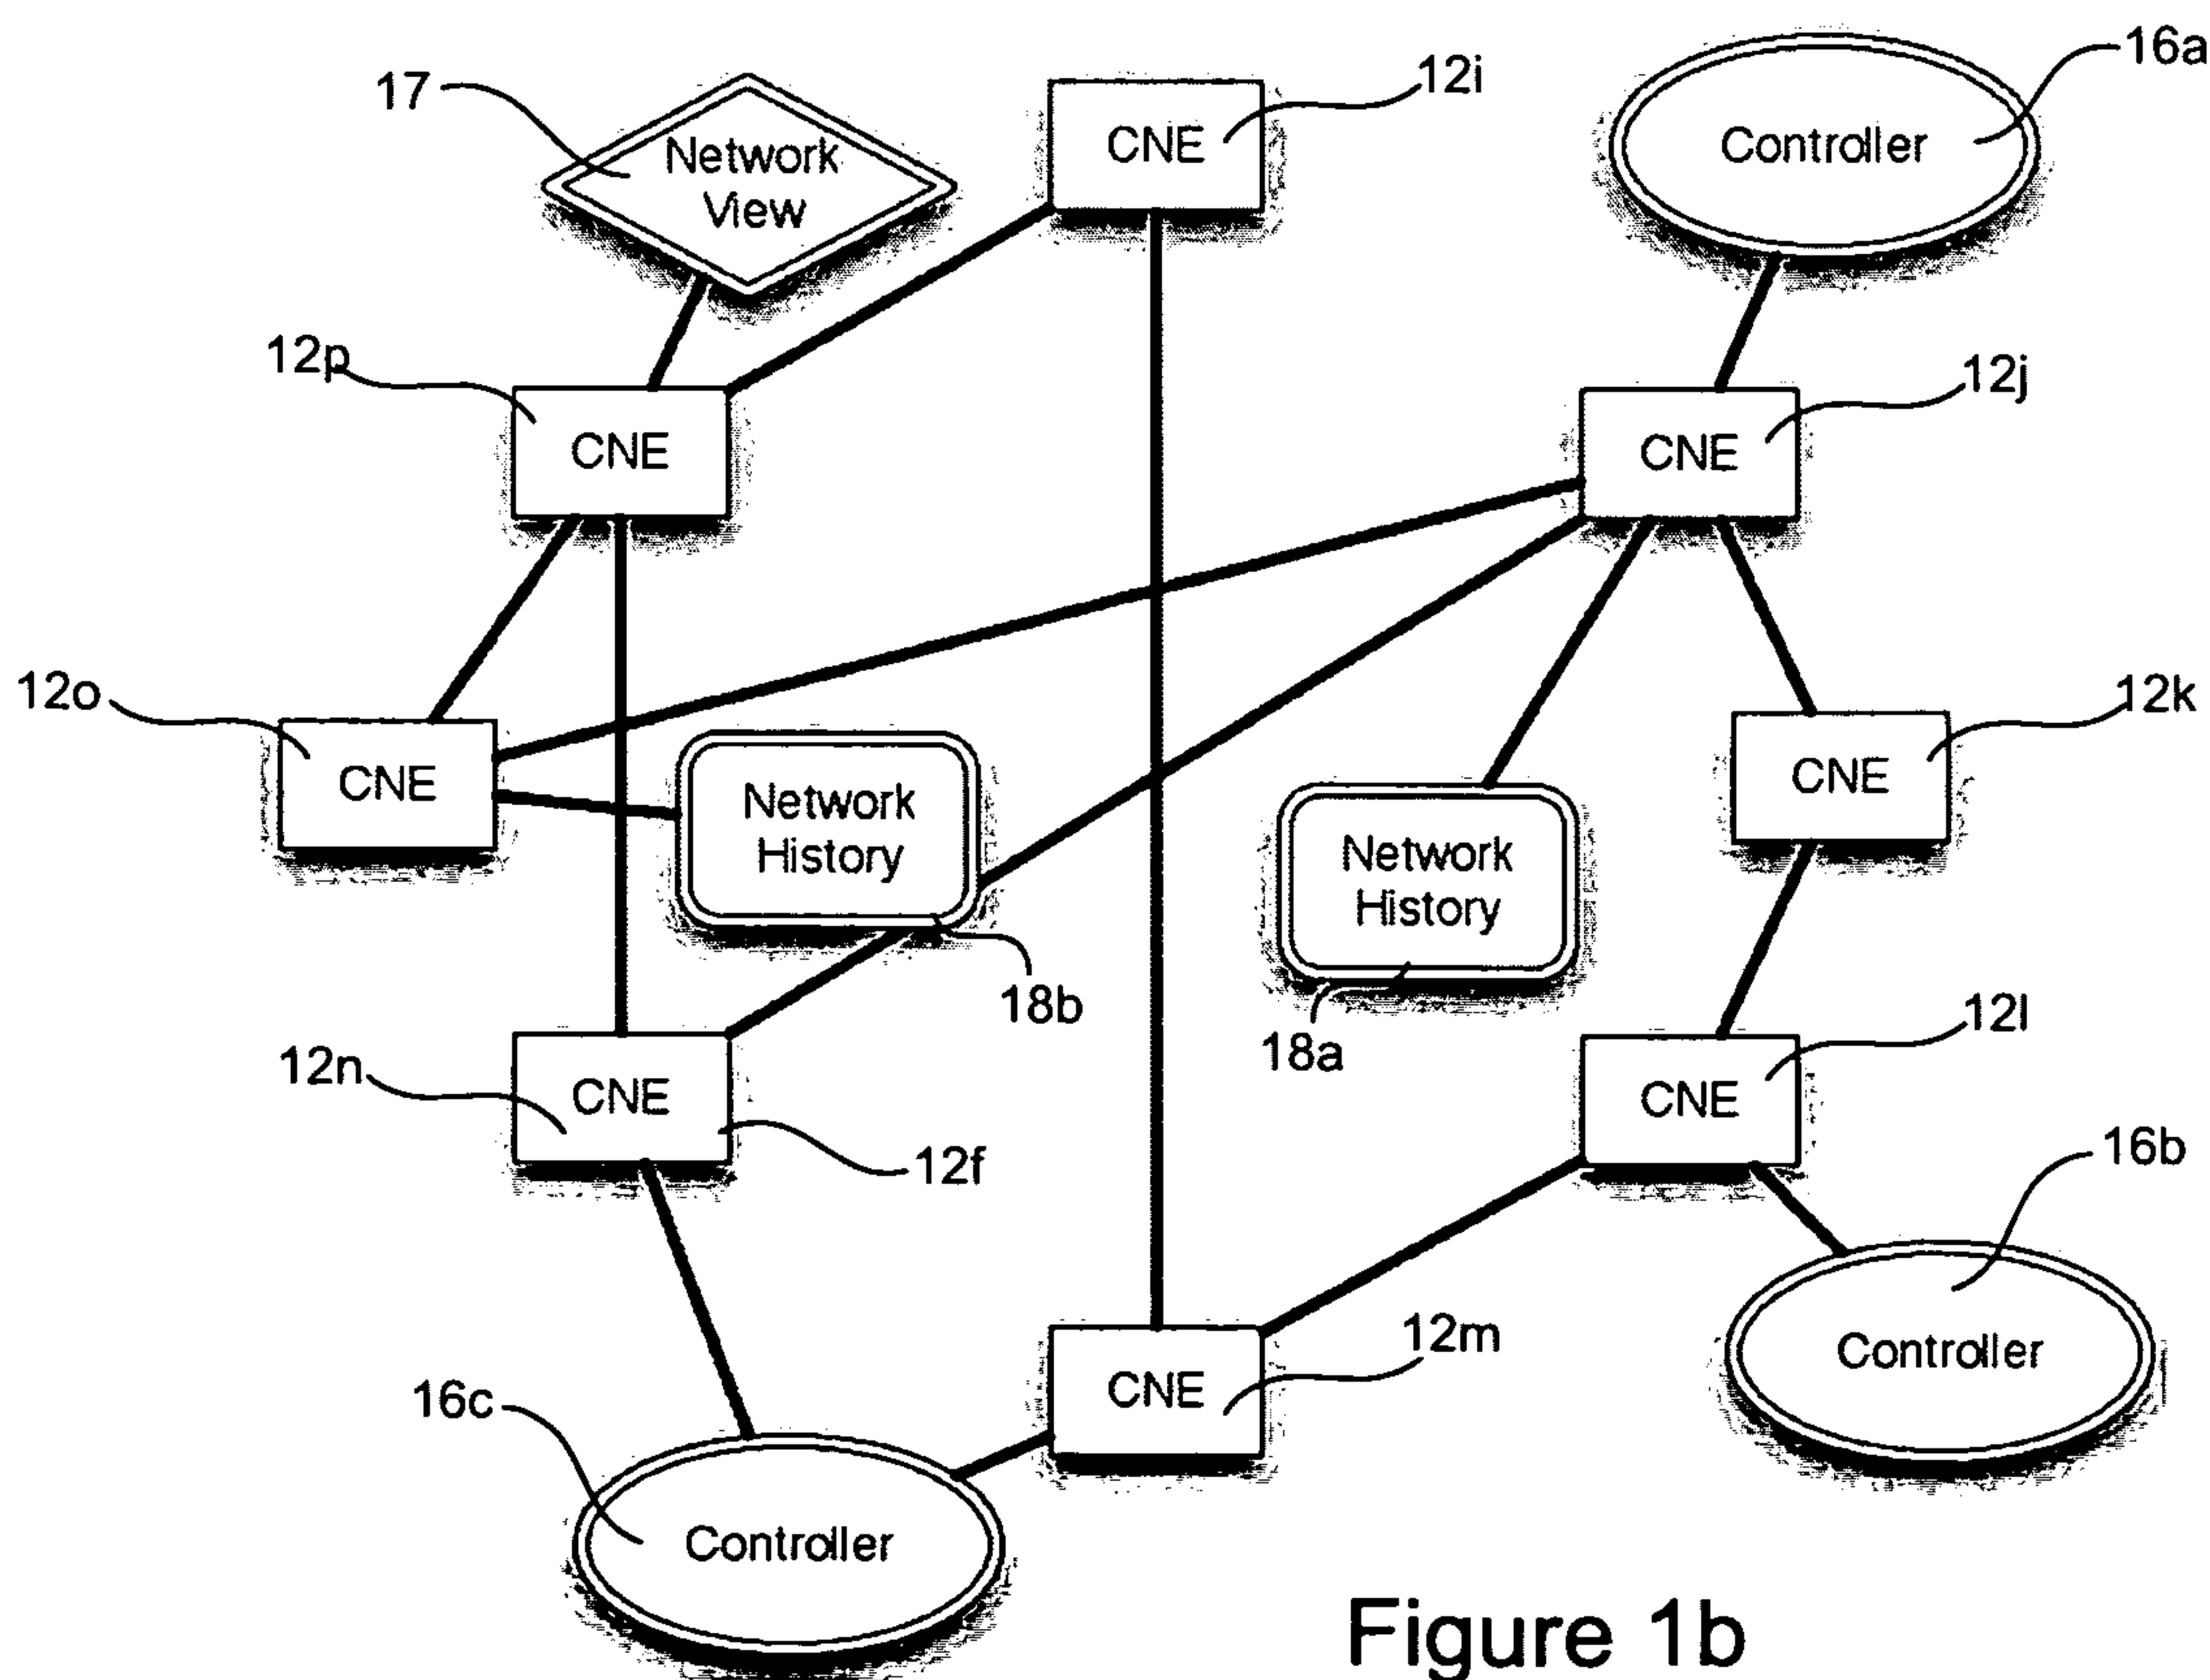 16a
12i
17
CNE
Controller
Network
View
12p
12j
CNE
CNE
12o
12k
CNE
Network
History
CNE
Network
History
18b
12l
18a
12n
CNE
CNE
12f
16b
12m
CNE
Controller
16c
Controller
Figure 1b